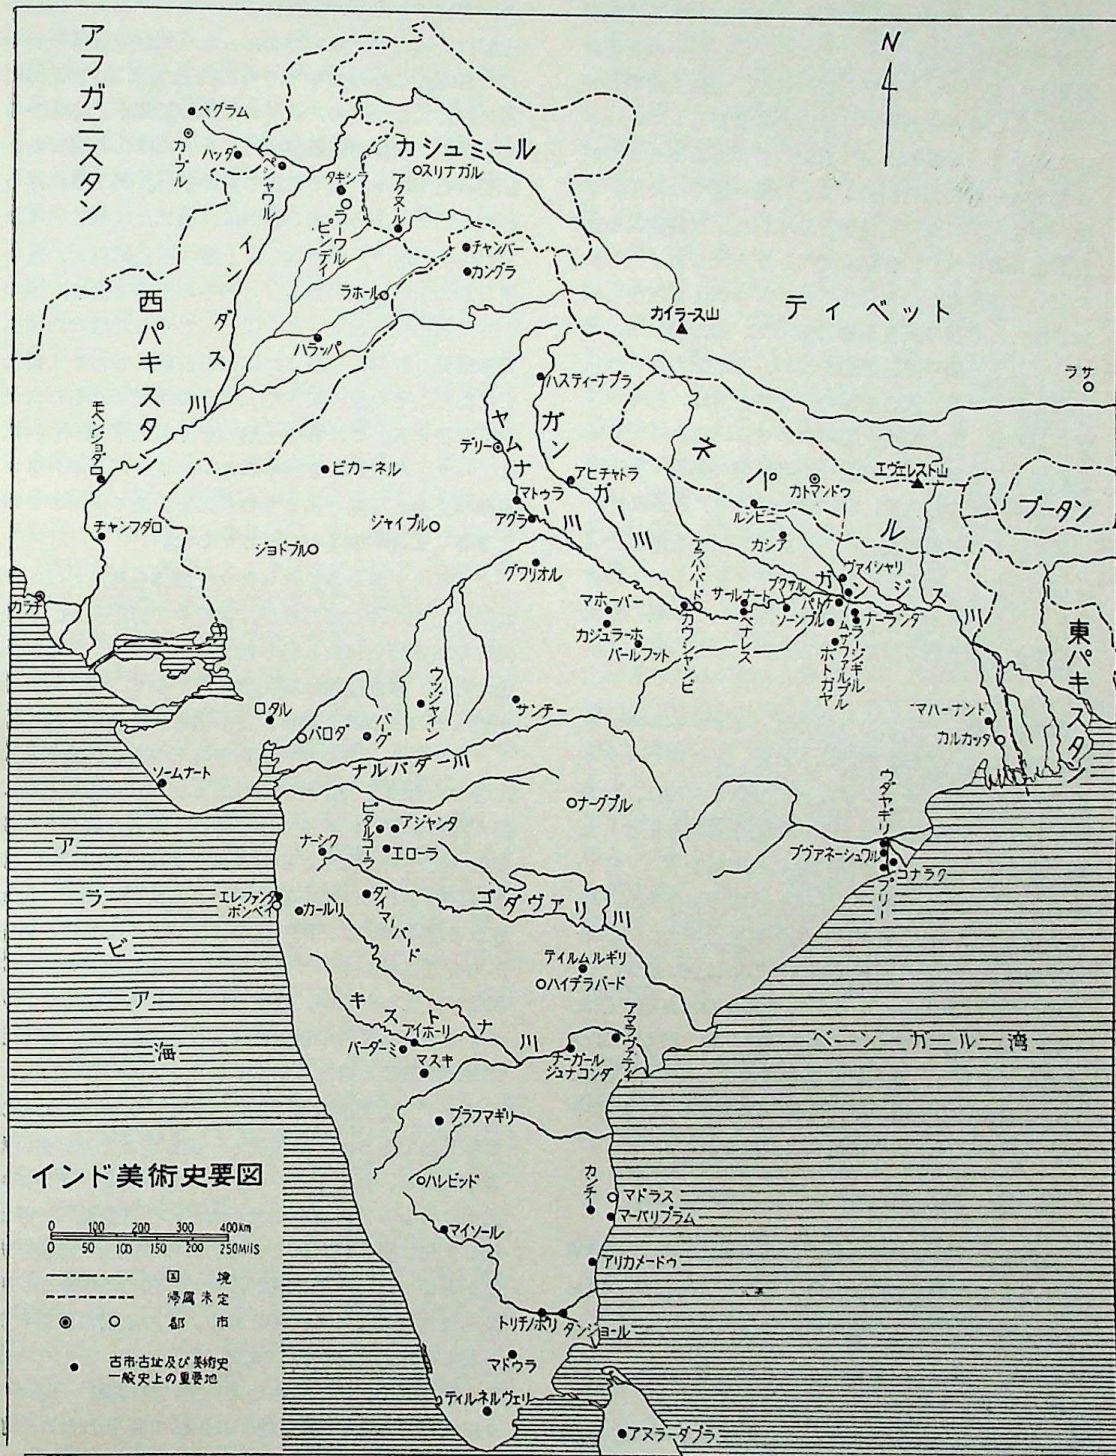 N
アフガニスタン
ベグラム
カーブル
ハッダ
ペシャワル
カシュミール
スリナガル
タキシラ
アクヌール
ラーワルピンディ
チャンバー
カングラ
ラホール
ハラッパ
インダス川
西パキスタン
モヘンジョダロ
チャンフダロ
カラチ
カイラース山
ティベット
ラサ
ハスティーナプラ
ヤムナー川
ガンガー川
デリー
アヒチャトラ
マトゥラ
アグラ
ビカーネル
ジャイプル
ジョドプル
グワリオル
ネパール
カトマンドゥ
エヴェレスト山
ルンビニー
カシア
ブータン
ヴァイシャリ
ガンジス川
アラハバード
サールナート
ベナレス
ブクァル
パトナ
ソーンプル
ナーランダ
ラージギル
ムザファルプル
ボトガヤ
カウシャンビ
マホーバー
カジュラーホ
バールフット
東パキスタン
マハーナンド
カルカッタ
ウッジャイン
サンチー
ロタル
バロダ
バグ
ソームナート
ナルバダー川
ナーグプル
ピタルコーラ
アジャンタ
エローラ
ナーシク
ウダヤギリ
ブヴァネーシュワル
コナラク
プリー
エレファンタ
ボンベイ
カールリ
ダイマバード
ゴダヴァリ川
ティルムルギリ
ハイデラバード
アラビア海
キストナ川
アイホーリ
バーダーミ
マスキ
ナーガール
ジュナコンダ
アマラヴァティ
ベーンガール湾
ブラフマギリ
ハレビッド
カンチー
マドラス
マーバリプラム
マイソール
アリカメードゥ
トリチノポリ
タンジョール
マドゥラ
ティルネルヴェリ
アヌラーダプラ
インド美術史要図
0 100 200 300 400Km
0 50 100 150 200 250Mils
国境
帰属未定
都市
古市古址及び美術史
一般史上の重要地